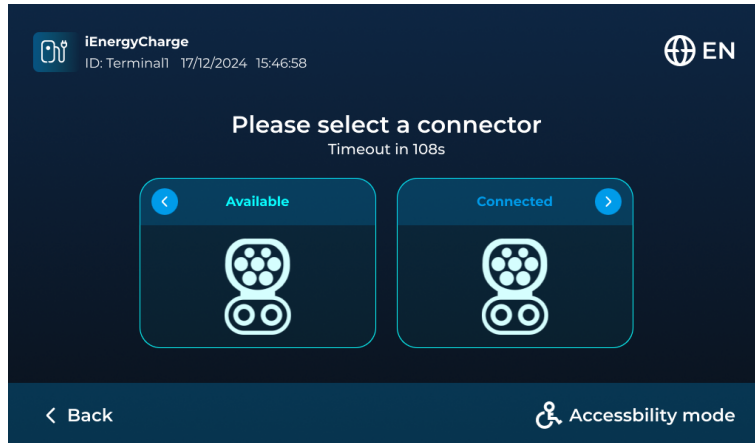 iEnergyCharge
ID: Terminal1 17/12/2024 15:46:58
EN
Please select a connector
Timeout in 108s
Available
Connected
Back
Accessbility mode